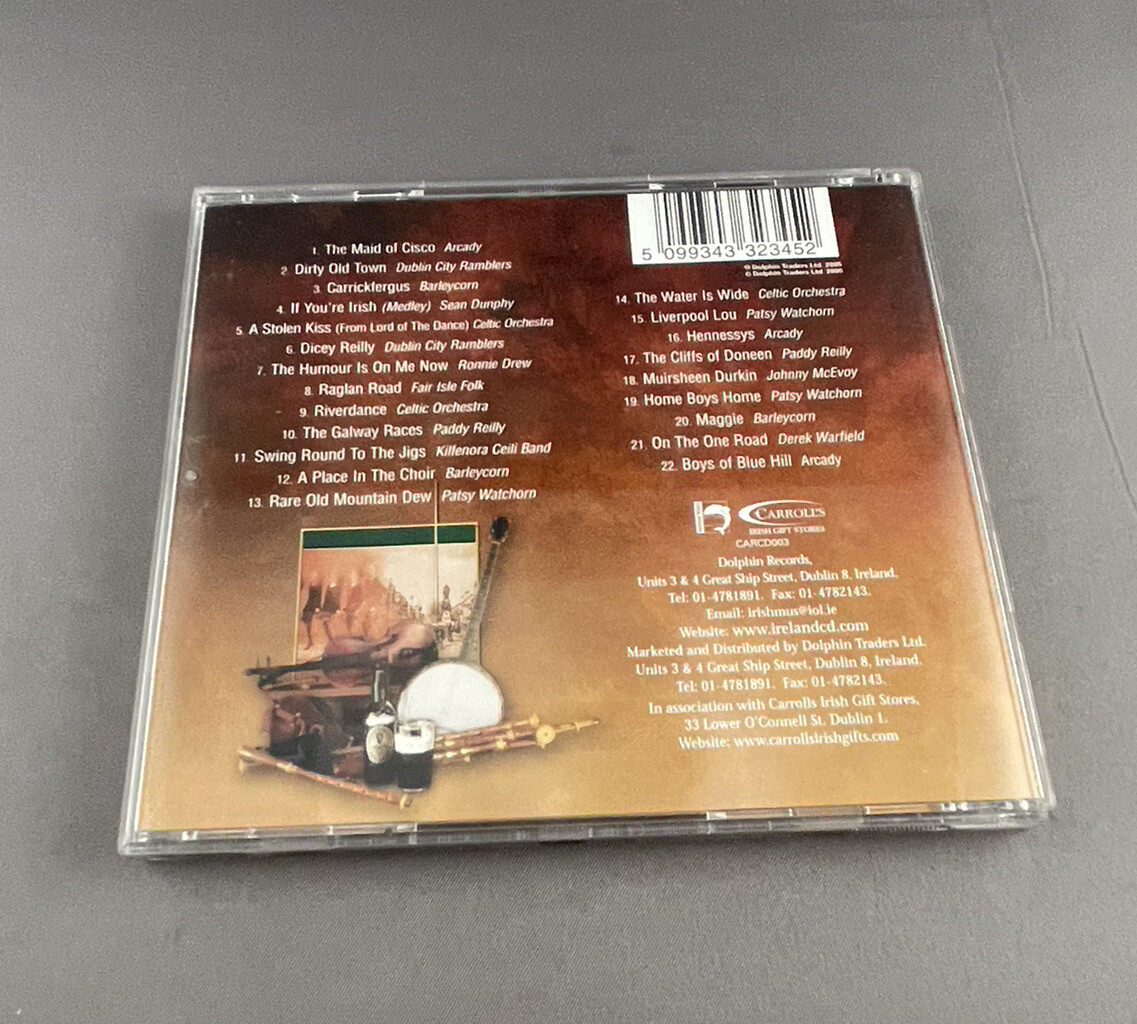 1. The Maid of Cisco Arcady
2. Dirty Old Town Dublin City Ramblers
3. Carrickfergus Barleycorn
4. If You're Irish (Medley) Sean Dunphy
5. A Stolen Kiss (From Lord of The Dance) Celtic Orchestra
6. Dicey Reilly Dublin City Ramblers
7. The Humour Is On Me Now Ronnie Drew
8. Raglan Road Fair Isle Folk
9. Riverdance Celtic Orchestra
10. The Galway Races Paddy Reilly
11. Swing Round To The Jigs Killenora Ceili Band
12. A Place In The Choir Barleycorn
13. Rare Old Mountain Dew Patsy Watchorn
5 099343 323452
℗ Dolphin Traders Ltd. 2005
© Dolphin Traders Ltd 2005
14. The Water Is Wide Celtic Orchestra
15. Liverpool Lou Patsy Watchorn
16. Hennessys Arcady
17. The Cliffs of Doneen Paddy Reilly
18. Muirsheen Durkin Johnny McEvoy
19. Home Boys Home Patsy Watchorn
20. Maggie Barleycorn
21. On The One Road Derek Warfield
22. Boys of Blue Hill Arcady
CARROLL'S
IRISH GIFT STORES
CARCD003
Dolphin Records,
Units 3 & 4 Great Ship Street, Dublin 8, Ireland.
Tel: 01-4781891. Fax: 01-4782143.
Email: irishmus@iol.ie
Website: www.irelandcd.com
Marketed and Distributed by Dolphin Traders Ltd.
Units 3 & 4 Great Ship Street, Dublin 8, Ireland.
Tel: 01-4781891. Fax: 01-4782143.
In association with Carrolls Irish Gift Stores,
33 Lower O'Connell St. Dublin 1.
Website: www.carrollsirishgifts.com